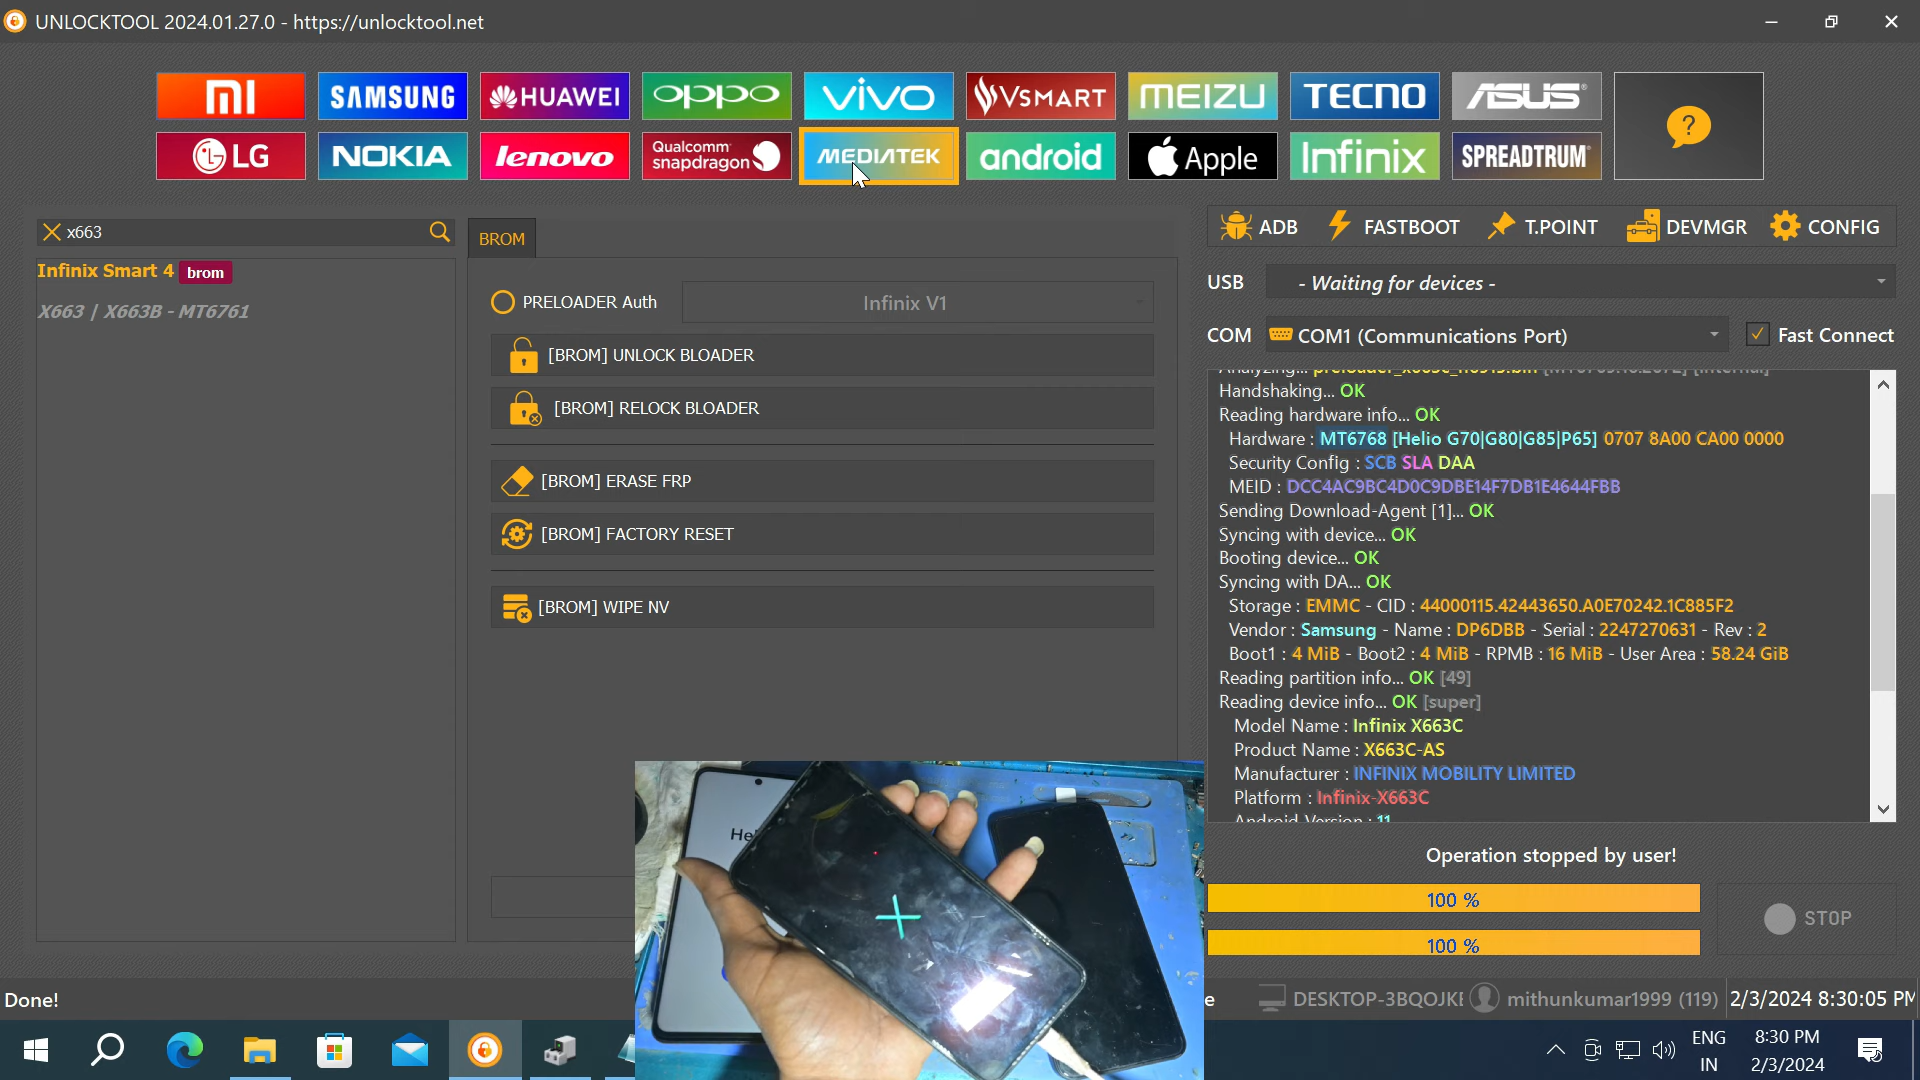 UNLOCKTOOL 2024.01.27.0 - https://unlocktool.net
SAMSUNG HUAWEI oppo vivo VSMART MEIZU TECNO ASUS ?
LG NOKIA lenovo Qualcomm snapdragon MEDIATEK android Apple Infinix SPREADTRUM
x663
Infinix Smart 4 brom
X663 | X663B - MT6761
BROM
PRELOADER Auth Infinix V1
[BROM] UNLOCK BLOADER
[BROM] RELOCK BLOADER
[BROM] ERASE FRP
[BROM] FACTORY RESET
[BROM] WIPE NV
ADB FASTBOOT T.POINT DEVMGR CONFIG
USB - Waiting for devices -
COM COM1 (Communications Port) Fast Connect
Handshaking... OK
Reading hardware info... OK
Hardware : MT6768 [Helio G70|G80|G85|P65] 0707 8A00 CA00 0000
Security Config : SCB SLA DAA
MEID : DCC4AC9BC4D0C9DBE14F7DB1E4644FBB
Sending Download-Agent [1]... OK
Syncing with device... OK
Booting device... OK
Syncing with DA... OK
Storage : EMMC - CID : 44000115.42443650.A0E70242.1C885F2
Vendor : Samsung - Name : DP6DBB - Serial : 2247270631 - Rev : 2
Boot1 : 4 MiB - Boot2 : 4 MiB - RPMB : 16 MiB - User Area : 58.24 GiB
Reading partition info... OK [49]
Reading device info... OK [super]
Model Name : Infinix X663C
Product Name : X663C-AS
Manufacturer : INFINIX MOBILITY LIMITED
Platform : Infinix-X663C
Android Version : 11
Operation stopped by user!
100 %
STOP
100 %
Done!
DESKTOP-3BQOJKI mithunkumar1999 (119) 2/3/2024 8:30:05 PM
ENG
IN
8:30 PM
2/3/2024